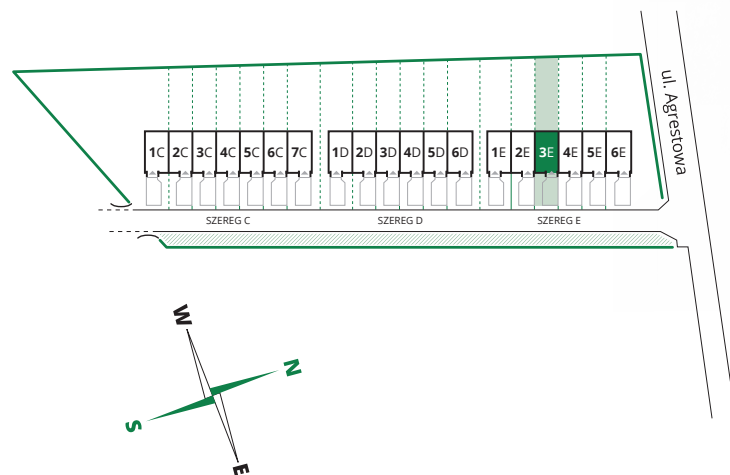 ul. Agrestowa
1C 2C 3C 4C 5C 6C 7C
1D 2D 3D 4D 5D 6D
1E 2E 3E 4E 5E 6E
SZEREG C
SZEREG D
SZEREG E
W
N
S
E